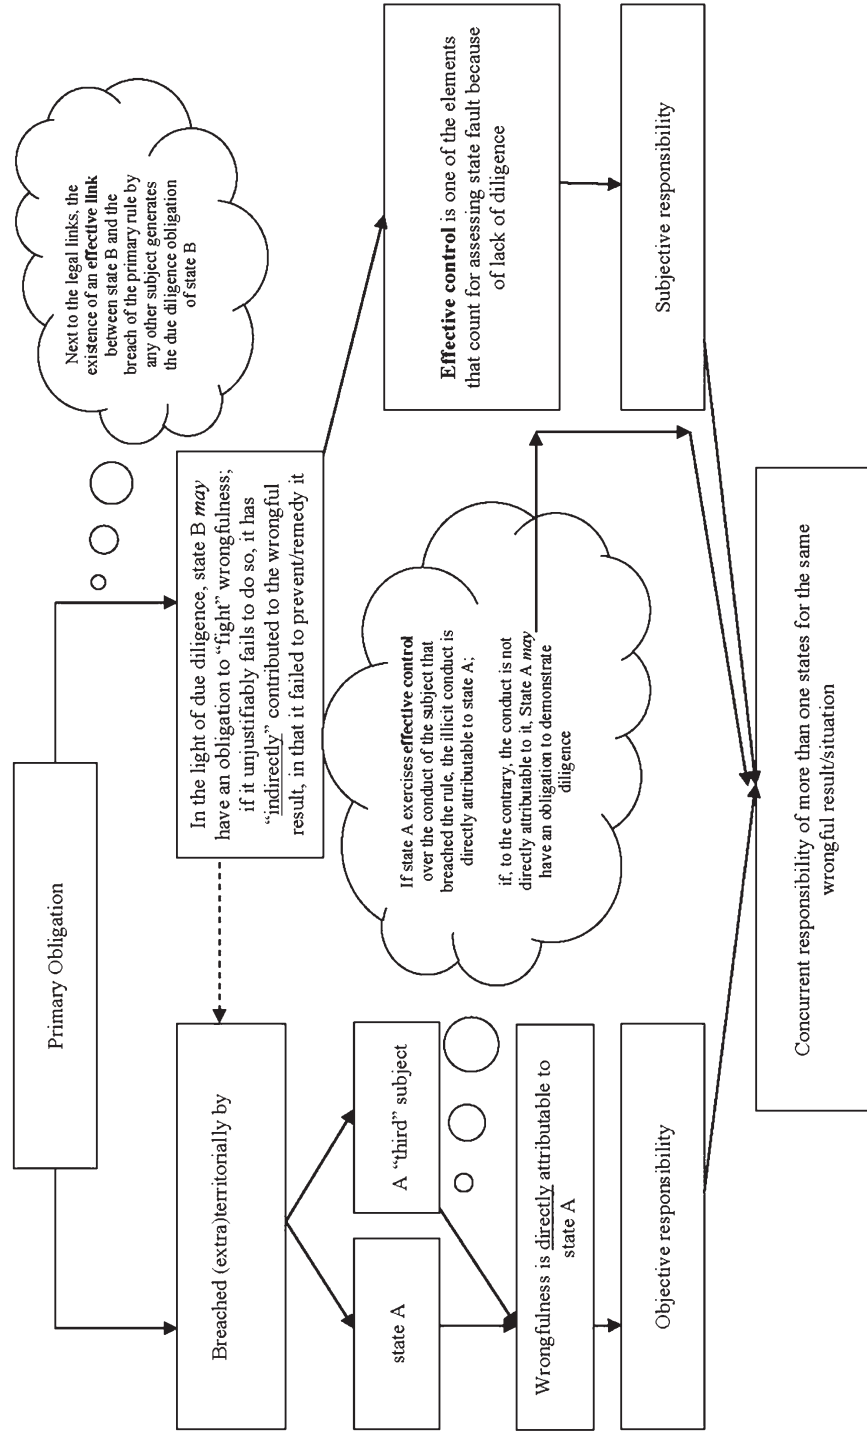 Primary Obligation
Next to the legal links, the
existence of an effective link
between state B and the
breach of the primary rule by
any other subject generates
the due diligence obligation
of state B
Breached (extra)territorially by
In the light of due diligence, state B may
have an obligation to “fight” wrongfulness;
if it unjustifiably fails to do so, it has
“indirectly” contributed to the wrongful
result, in that it failed to prevent/remedy it
state A
A “third” subject
If state A exercises effective control
over the conduct of the subject that
breached the rule, the illicit conduct is
directly attributable to state A;
if, to the contrary, the conduct is not
directly attributable to it, State A may
have an obligation to demonstrate
diligence
Effective control is one of the elements
that count for assessing state fault because
of lack of diligence
Wrongfulness is directly attributable to
state A
Objective responsibility
Subjective responsibility
Concurrent responsibility of more than one states for the same
wrongful result/situation